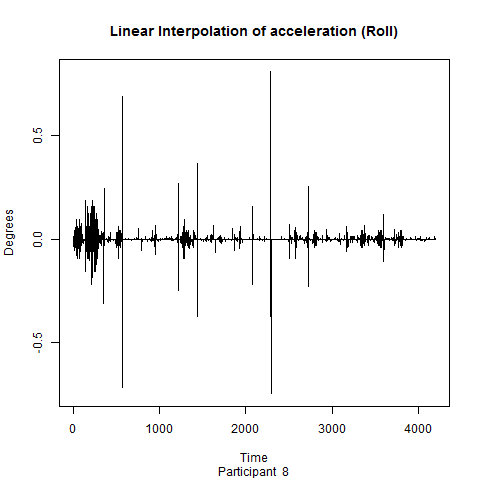 Linear Interpolation of acceleration (Roll)
0.5
0.0
-0.5
Degrees
0 1000 2000 3000 4000
Time
Participant 8